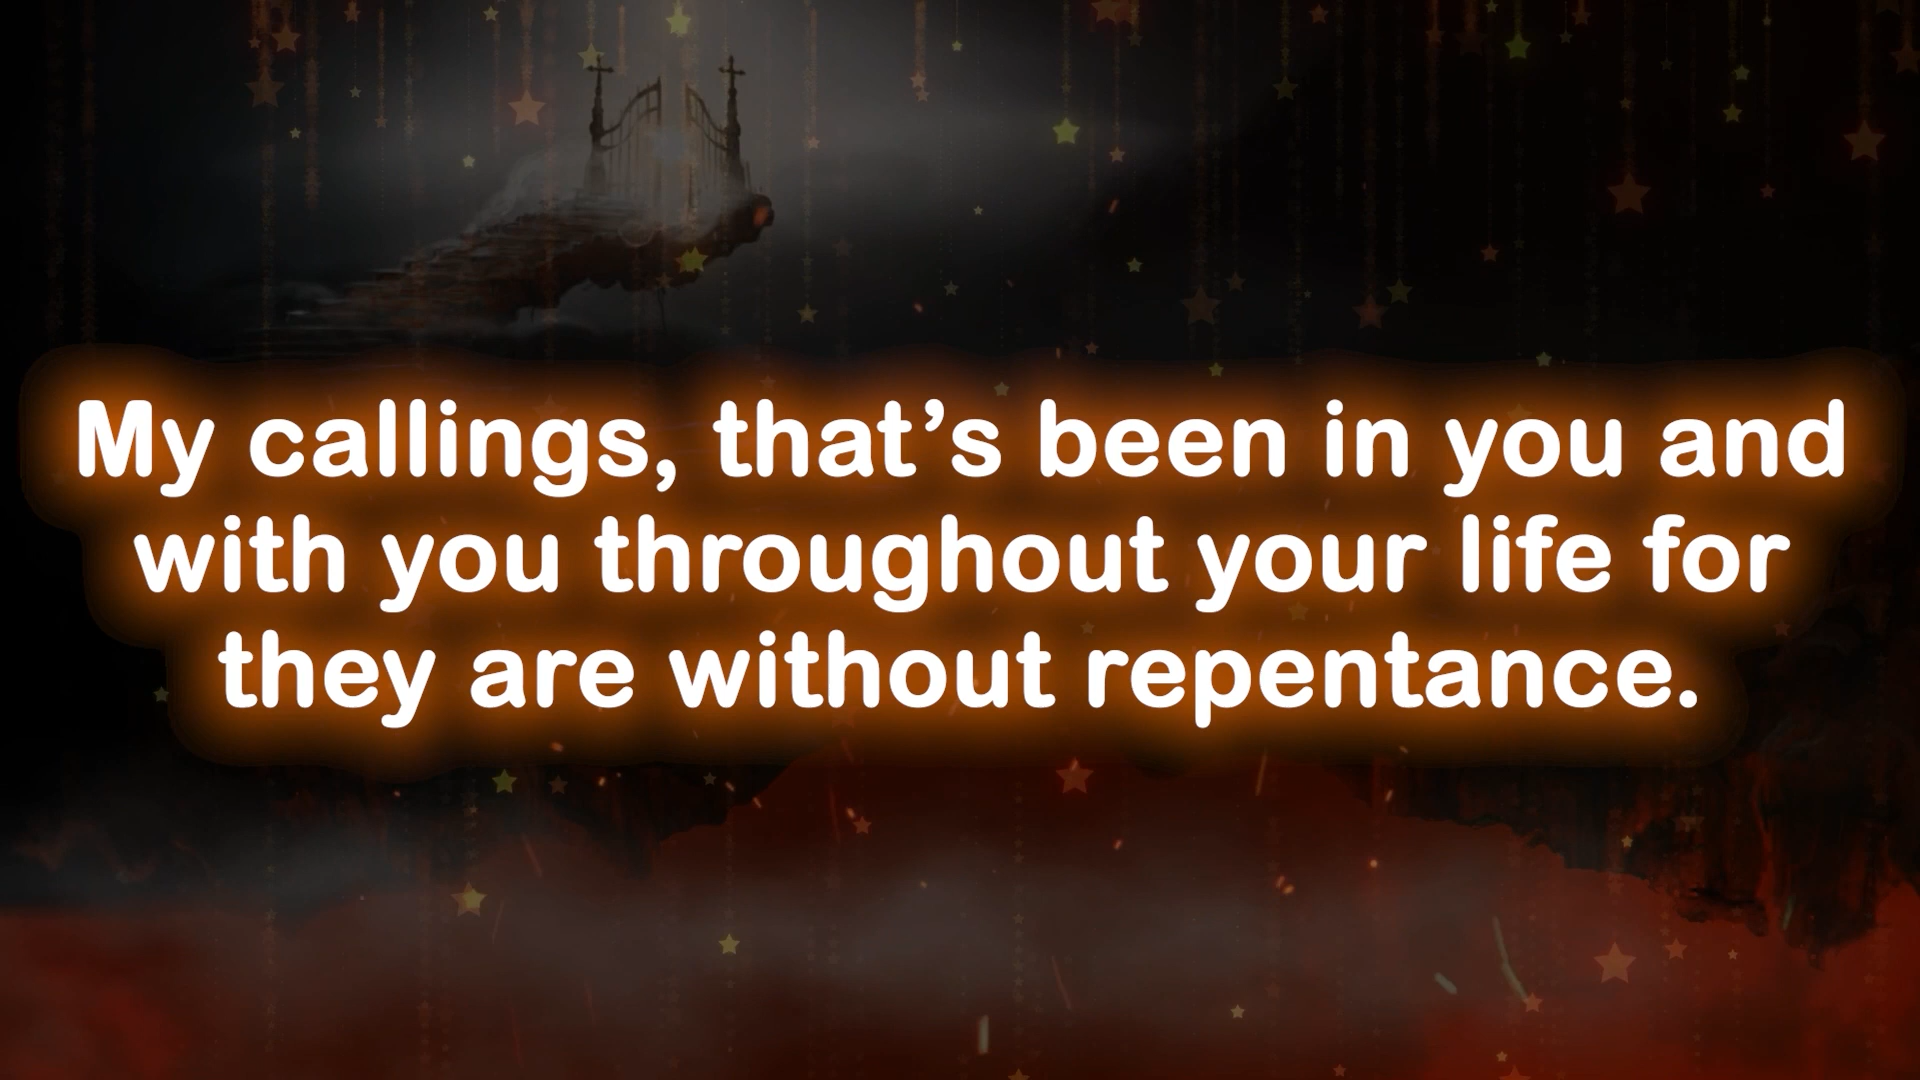 My callings, that’s been in you and
with you throughout your life for
they are without repentance.